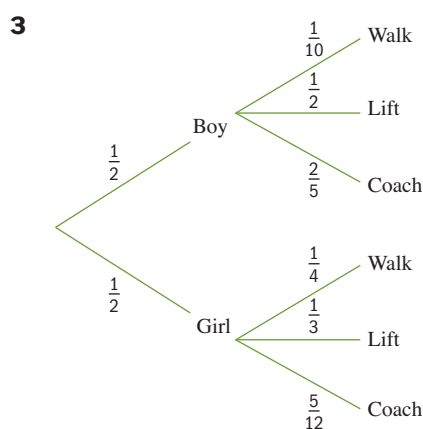 3
1/10
Walk
1/2
Lift
Boy
2/5
Coach
1/2
1/2
1/4
Walk
1/3
Girl
Lift
5/12
Coach